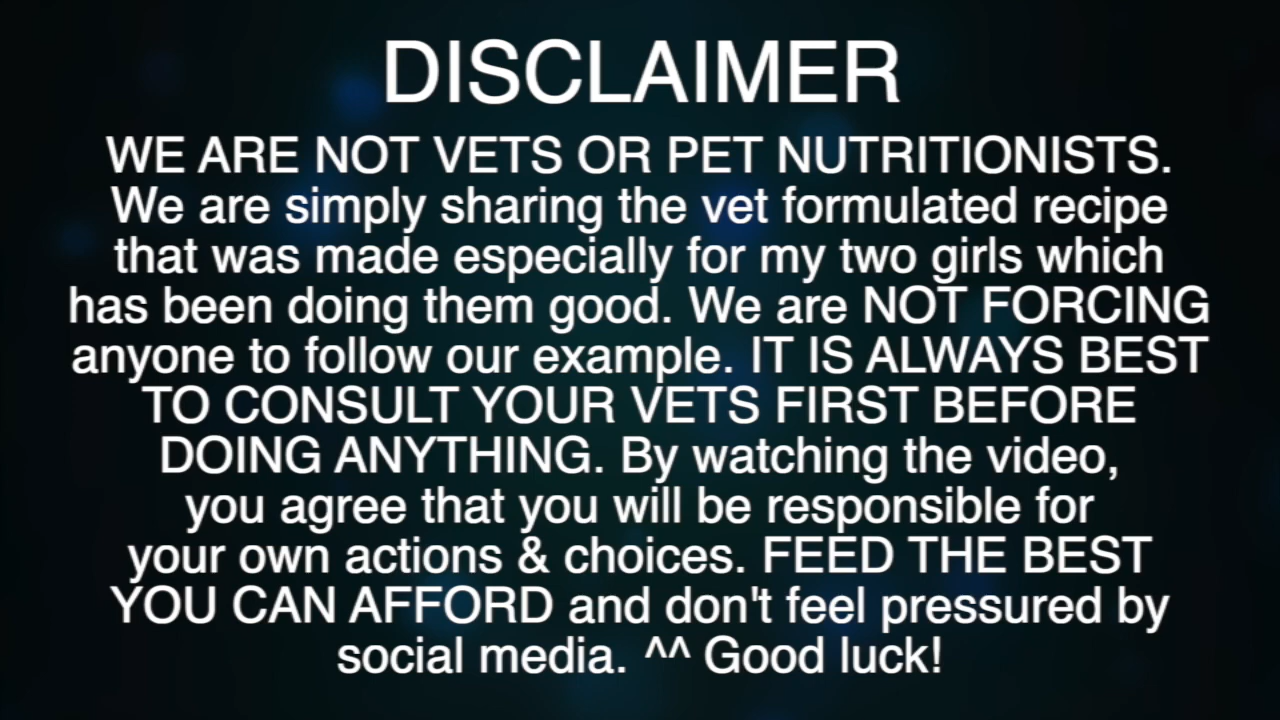 DISCLAIMER
WE ARE NOT VETS OR PET NUTRITIONISTS.
We are simply sharing the vet formulated recipe
that was made especially for my two girls which
has been doing them good. We are NOT FORCING
anyone to follow our example. IT IS ALWAYS BEST
TO CONSULT YOUR VETS FIRST BEFORE
DOING ANYTHING. By watching the video,
you agree that you will be responsible for
your own actions & choices. FEED THE BEST
YOU CAN AFFORD and don't feel pressured by
social media. ^^ Good luck!